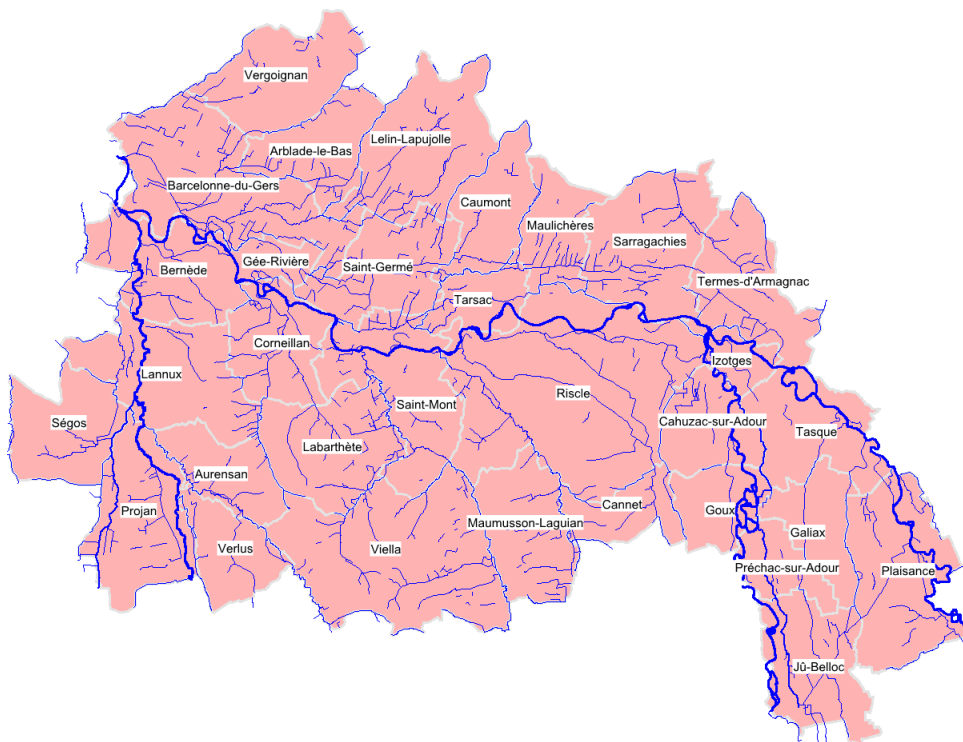 Vergoignan
Lelin-Lapujolle
Arblade-le-Bas
Barcelonne-du-Gers
Caumont
Maulichères
Sarragachies
Gée-Rivière
Bernède
Saint-Germé
Termes-d'Armagnac
Tarsac
Corneillan
Izotges
Lannux
Riscle
Saint-Mont
Ségos
Cahuzac-sur-Adour
Tasque
Labarthète
Aurensan
Cannet
Projan
Goux
Maumusson-Laguian
Galiax
Verlus
Viella
Préchac-sur-Adour
Plaisance
Jû-Belloc